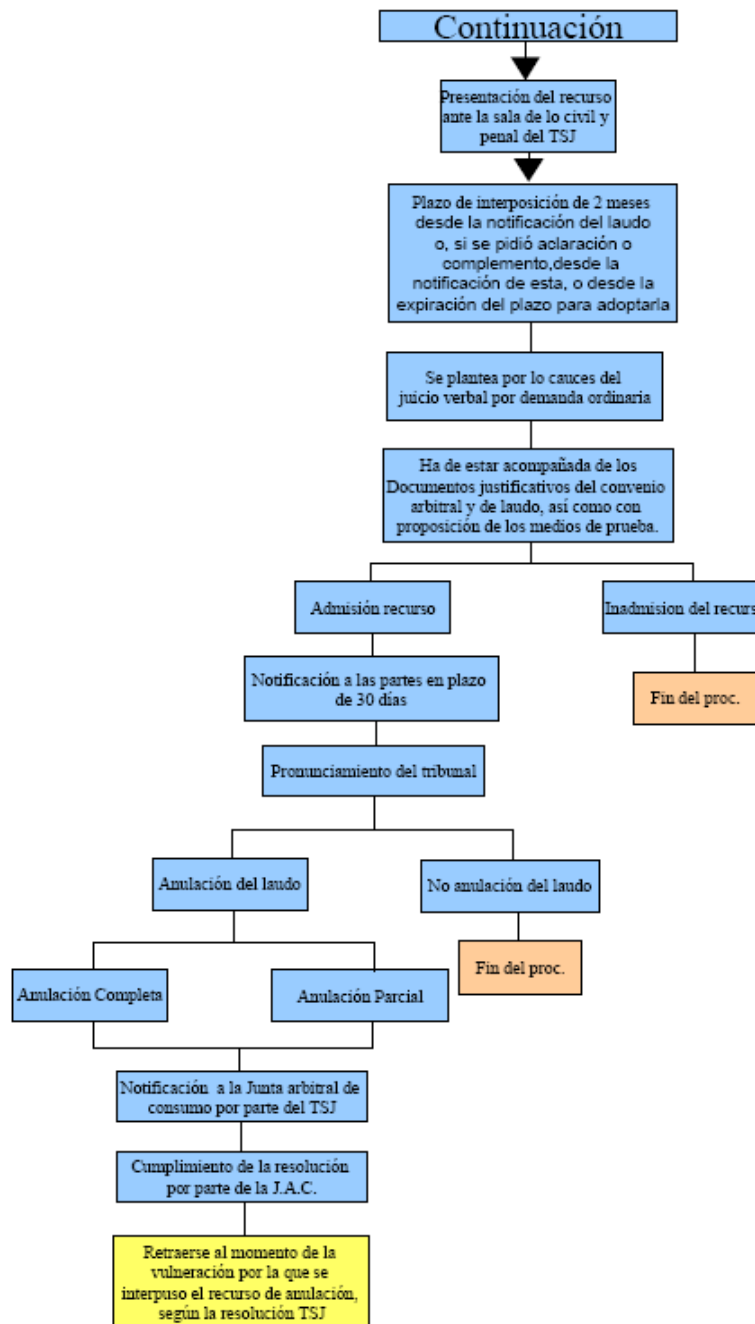 Continuación
Presentación del recurso
ante la sala de lo civil y
penal del TSJ
Plazo de interposición de 2 meses
desde la notificación del laudo
o, si se pidió aclaración o
complemento,desde la
notificación de esta, o desde la
expiración del plazo para adoptarla
Se plantea por lo cauces del
juicio verbal por demanda ordinaria
Ha de estar acompañada de los
Documentos justificativos del convenio
arbitral y de laudo, así como con
proposición de los medios de prueba.
Admisión recurso
Inadmision del recurs
Notificación a las partes en plazo
de 30 días
Fin del proc.
Pronunciamiento del tribunal
Anulación del laudo
No anulación del laudo
Fin del proc.
Anulación Completa
Anulación Parcial
Notificación a la Junta arbitral de
consumo por parte del TSJ
Cumplimiento de la resolución
por parte de la J.A.C.
Retraerse al momento de la
vulneración por la que se
interpuso el recurso de anulación,
según la resolución TSJ